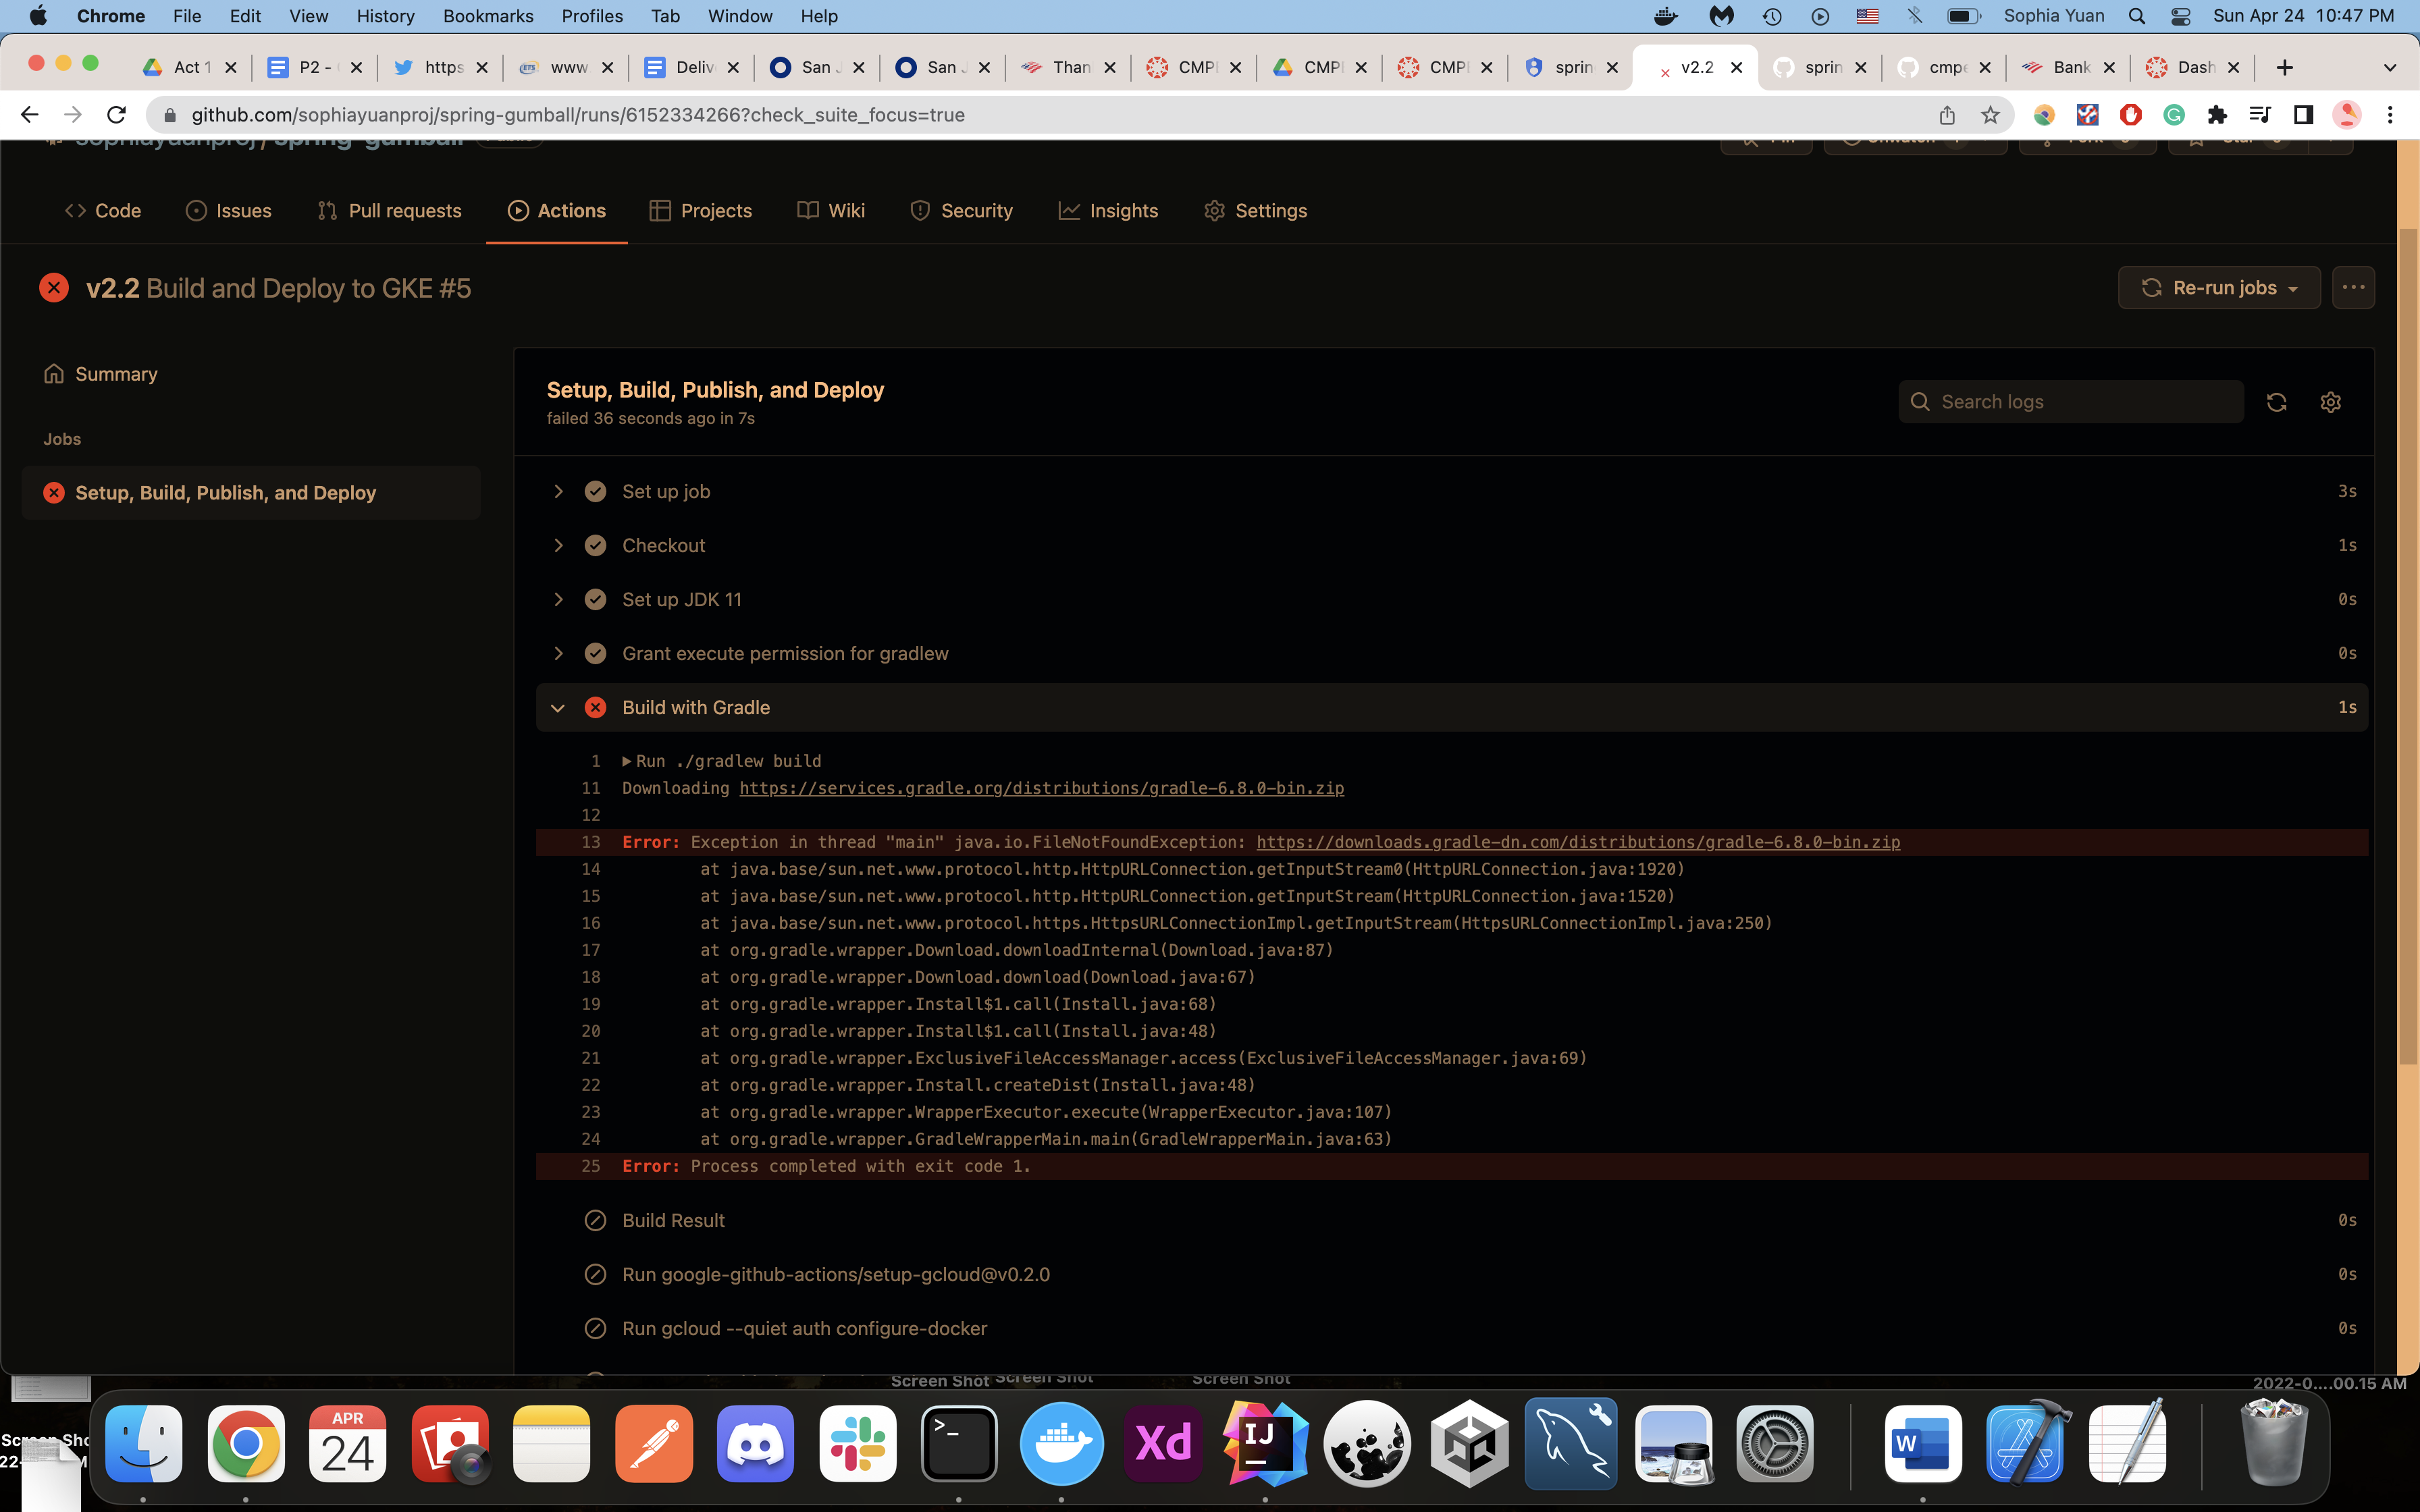 Chrome File Edit View History Bookmarks Profiles Tab Window Help Sophia Yuan Sun Apr 24 10:47 PM
Act 1 P2 - https www Deliv San J San J Than CMPE CMPE CMPE sprin v2.2 sprin cmpe Bank Dash
github.com/sophiayuanproj/spring-gumball/runs/6152334266?check_suite_focus=true
sophiayuanproj / spring-gumball
Code Issues Pull requests Actions Projects Wiki Security Insights Settings
v2.2 Build and Deploy to GKE #5
Re-run jobs
Summary
Jobs
Setup, Build, Publish, and Deploy
Setup, Build, Publish, and Deploy
failed 36 seconds ago in 7s
Search logs
Set up job 3s
Checkout 1s
Set up JDK 11 0s
Grant execute permission for gradlew 0s
Build with Gradle 1s
1 Run ./gradlew build
11 Downloading https://services.gradle.org/distributions/gradle-6.8.0-bin.zip
12
13 Error: Exception in thread "main" java.io.FileNotFoundException: https://downloads.gradle-dn.com/distributions/gradle-6.8.0-bin.zip
14 at java.base/sun.net.www.protocol.http.HttpURLConnection.getInputStream0(HttpURLConnection.java:1920)
15 at java.base/sun.net.www.protocol.http.HttpURLConnection.getInputStream(HttpURLConnection.java:1520)
16 at java.base/sun.net.www.protocol.https.HttpsURLConnectionImpl.getInputStream(HttpsURLConnectionImpl.java:250)
17 at org.gradle.wrapper.Download.downloadInternal(Download.java:87)
18 at org.gradle.wrapper.Download.download(Download.java:67)
19 at org.gradle.wrapper.Install$1.call(Install.java:68)
20 at org.gradle.wrapper.Install$1.call(Install.java:48)
21 at org.gradle.wrapper.ExclusiveFileAccessManager.access(ExclusiveFileAccessManager.java:69)
22 at org.gradle.wrapper.Install.createDist(Install.java:48)
23 at org.gradle.wrapper.WrapperExecutor.execute(WrapperExecutor.java:107)
24 at org.gradle.wrapper.GradleWrapperMain.main(GradleWrapperMain.java:63)
25 Error: Process completed with exit code 1.
Build Result 0s
Run google-github-actions/setup-gcloud@v0.2.0 0s
Run gcloud --quiet auth configure-docker 0s
Screen Shot Screen Shot Screen Shot
2022-0....00.15 AM
APR
24
Xd
IJ
W